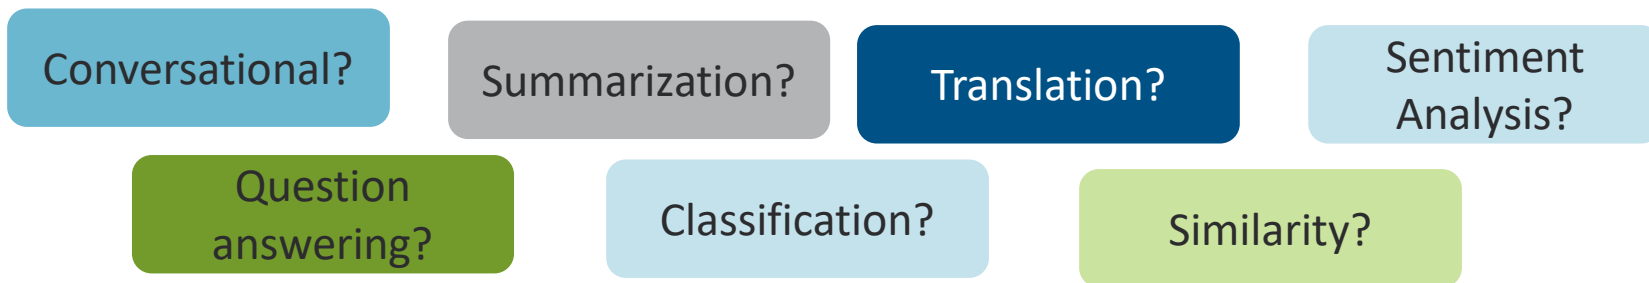 Conversational?
Summarization?
Translation?
Sentiment
Analysis?
Question
answering?
Classification?
Similarity?